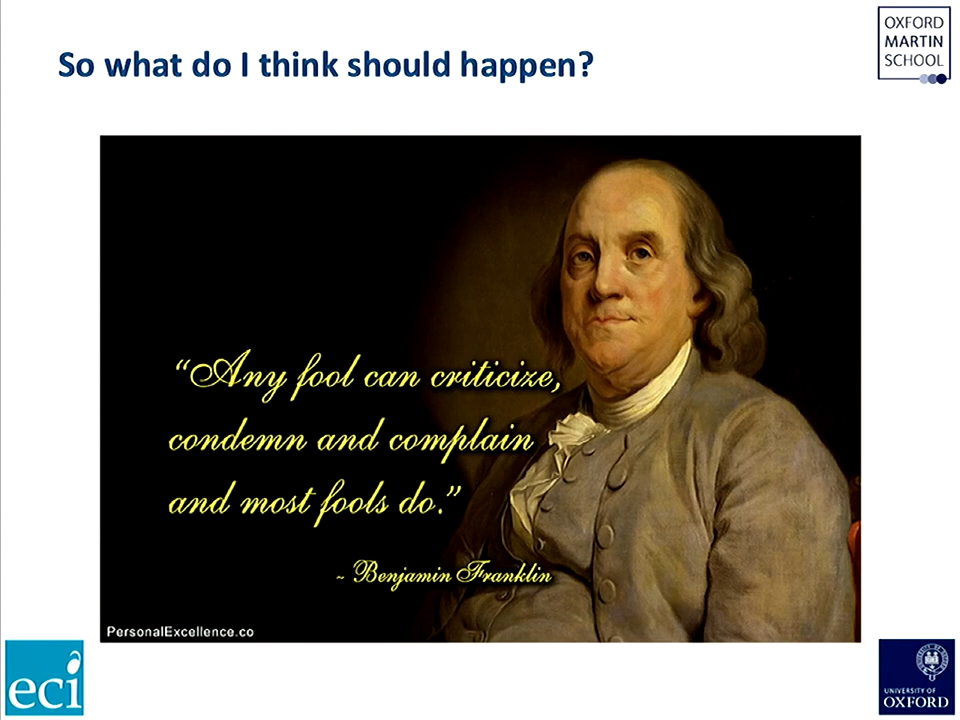 So what do I think should happen?
OXFORD
MARTIN
SCHOOL
“Any fool can criticize,
condemn and complain
and most fools do.”
~ Benjamin Franklin
PersonalExcellence.co
eci
UNIVERSITY OF
OXFORD